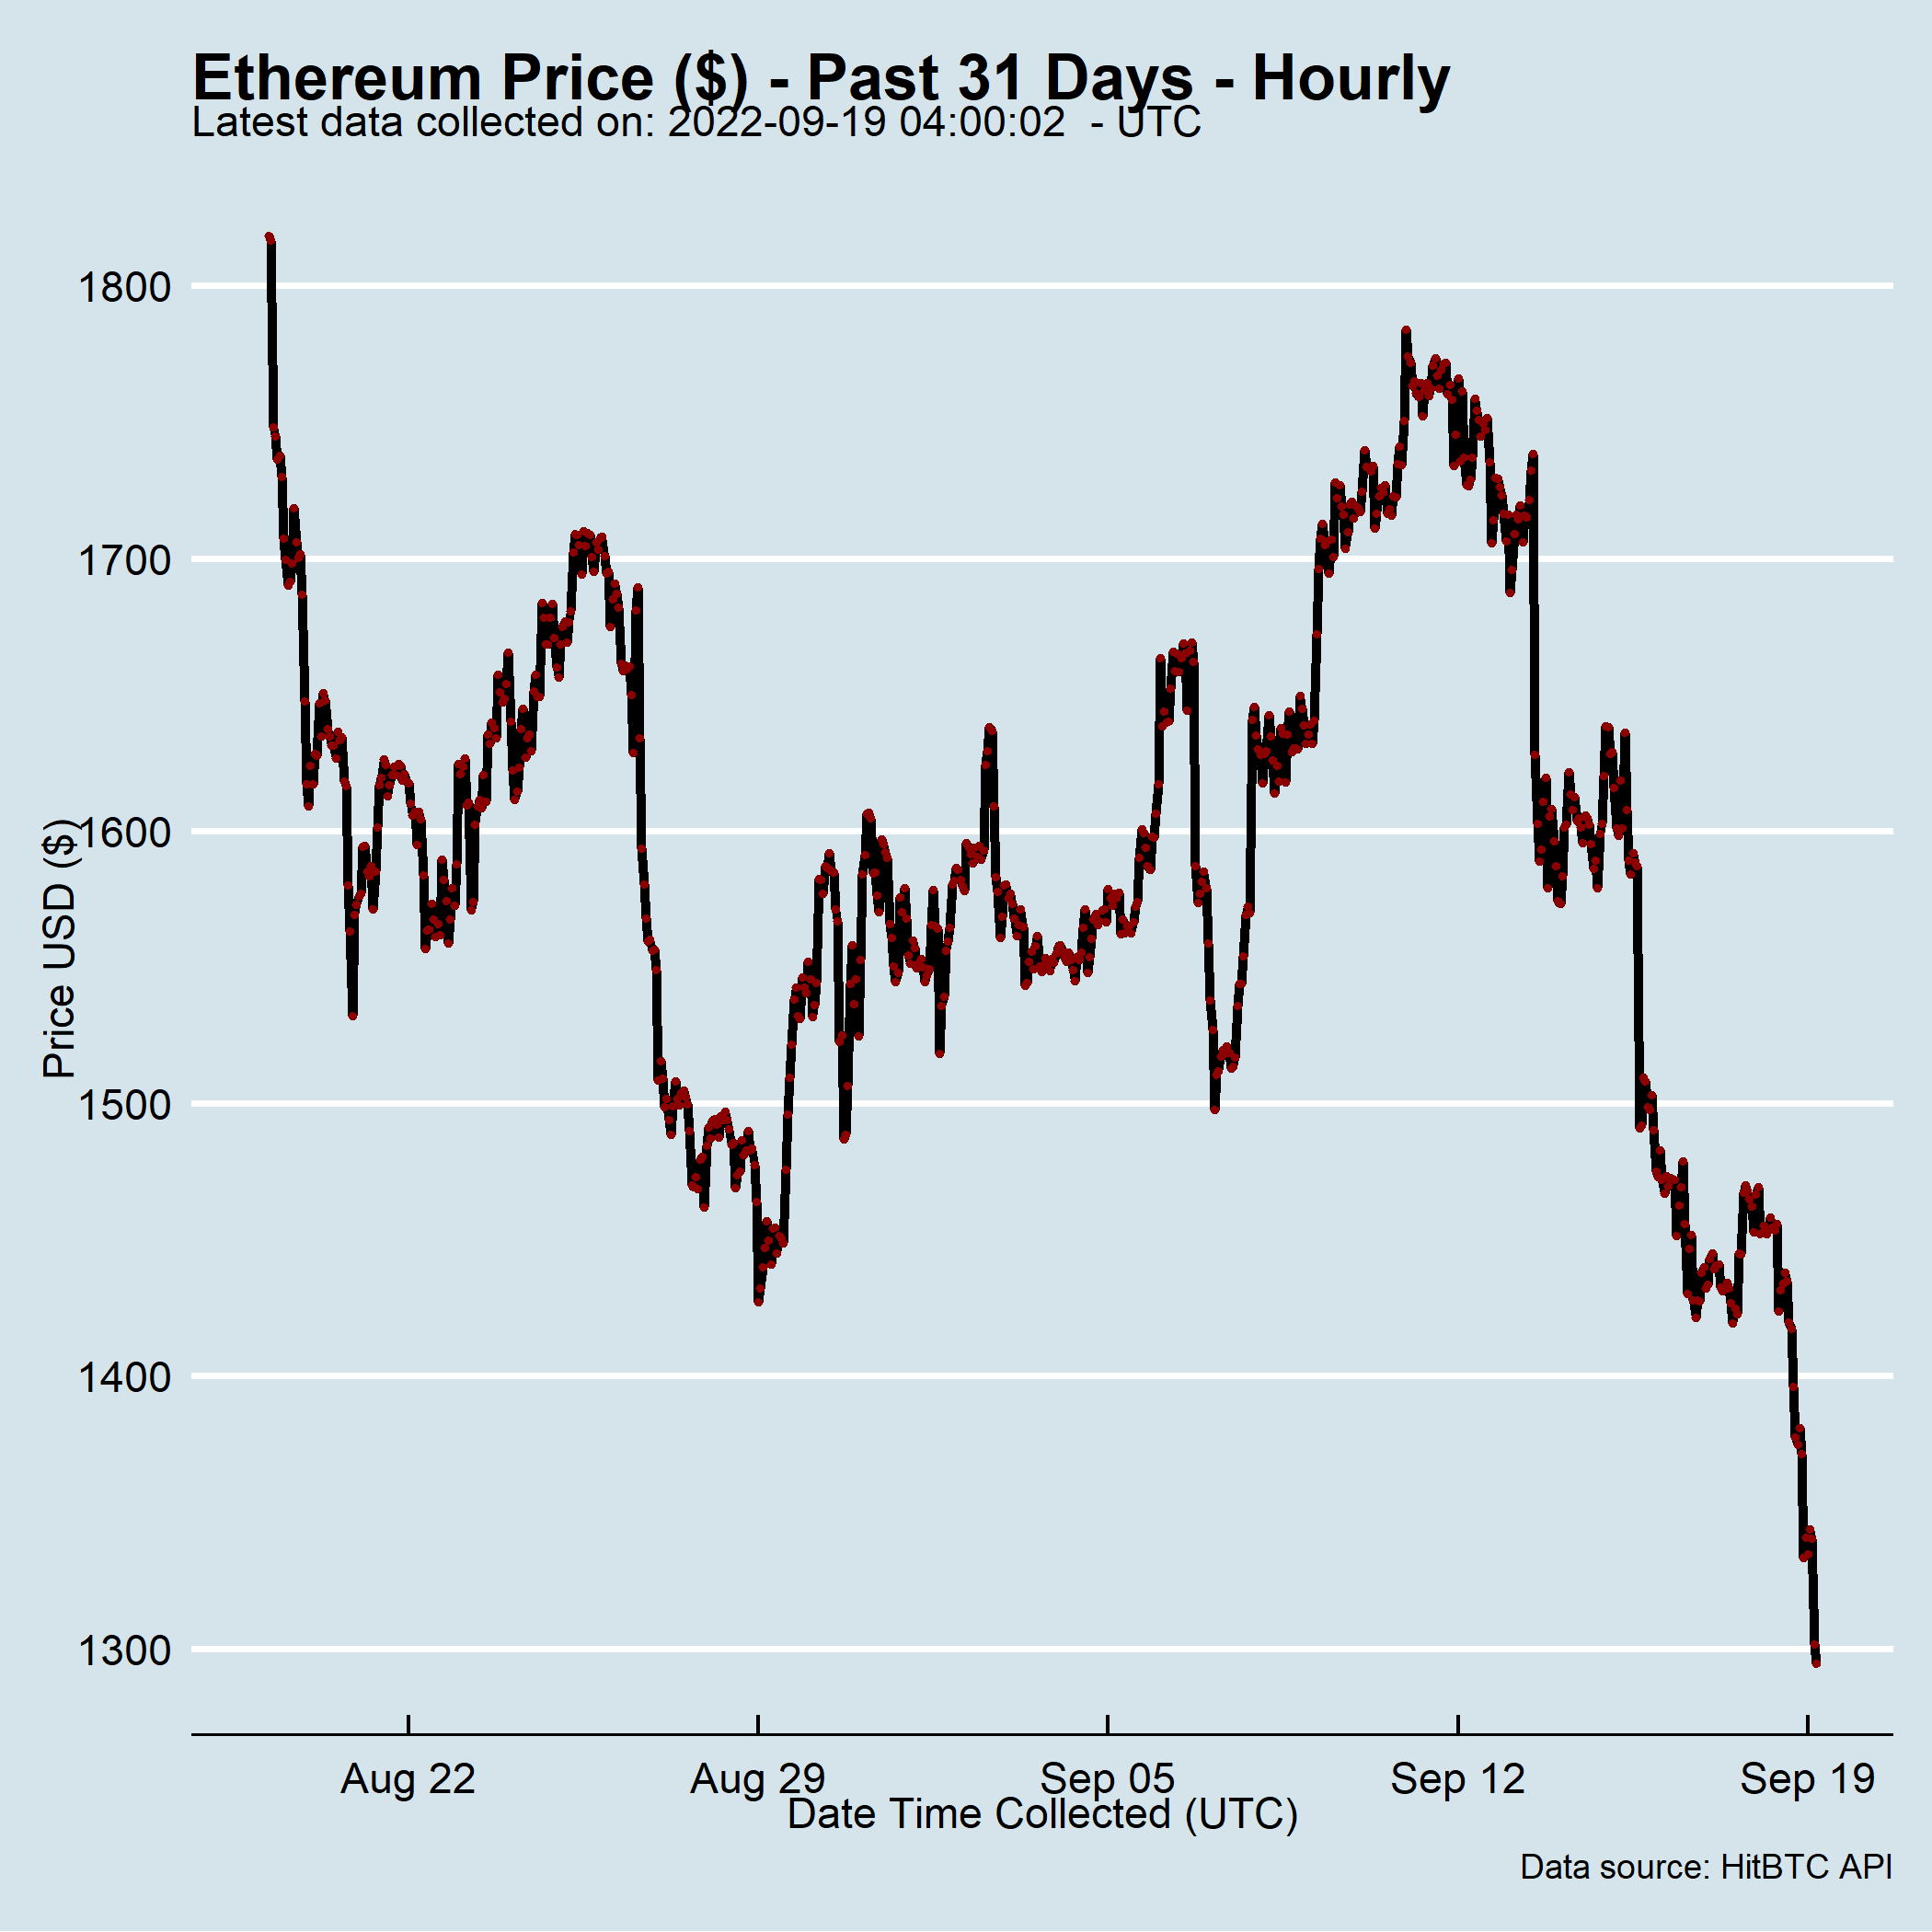 Ethereum Price ($) - Past 31 Days - Hourly
Latest data collected on: 2022-09-19 04:00:02  - UTC
1800
1700
1600
1500
1400
1300
Price USD ($)
Aug 22
Aug 29
Sep 05
Sep 12
Sep 19
Date Time Collected (UTC)
Data source: HitBTC API